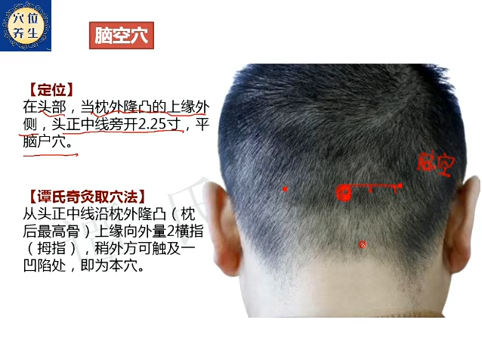 穴位
养生
脑空穴
【定位】
在头部，当枕外隆凸的上缘外
侧，头正中线旁开2.25寸，平
脑户穴。
【谭氏奇灸取穴法】
从头正中线沿枕外隆凸（枕
后最高骨）上缘向外量2横指
（拇指），稍外方可触及一
凹陷处，即为本穴。
脑空